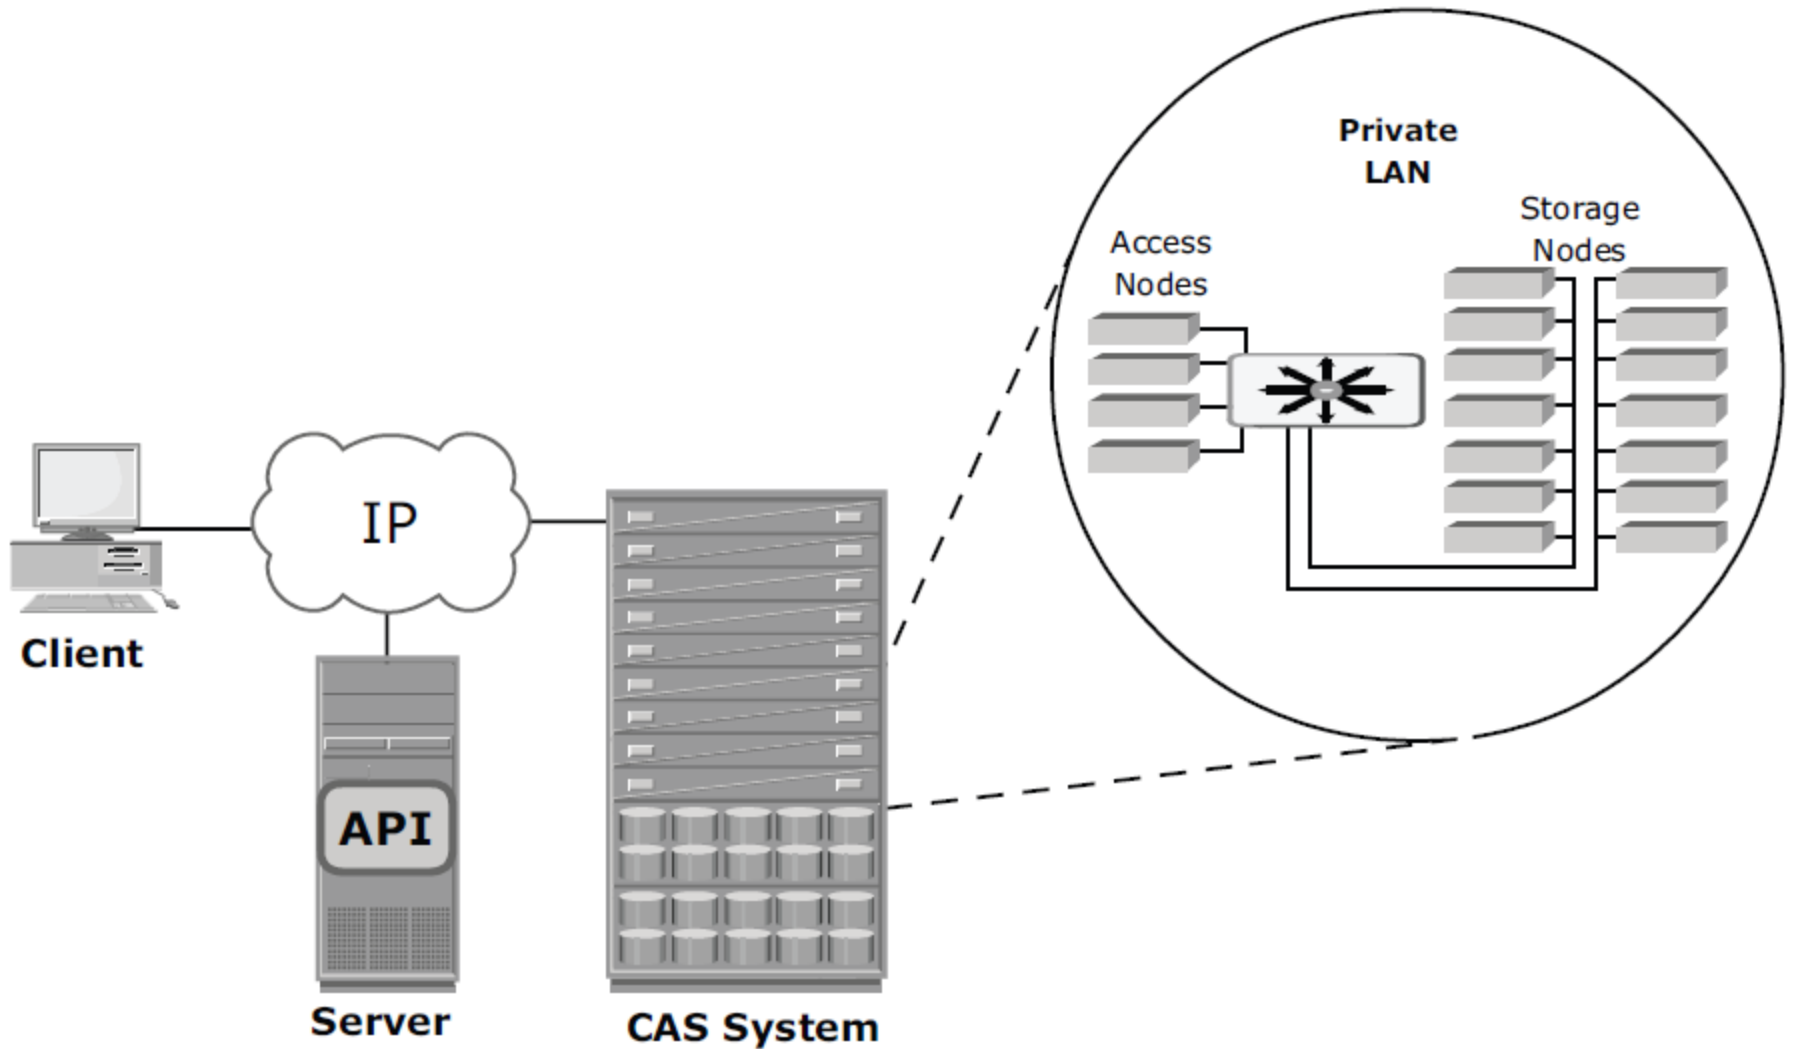 Private
LAN
Storage
Nodes
Access
Nodes
IP
Client
API
Server
CAS System